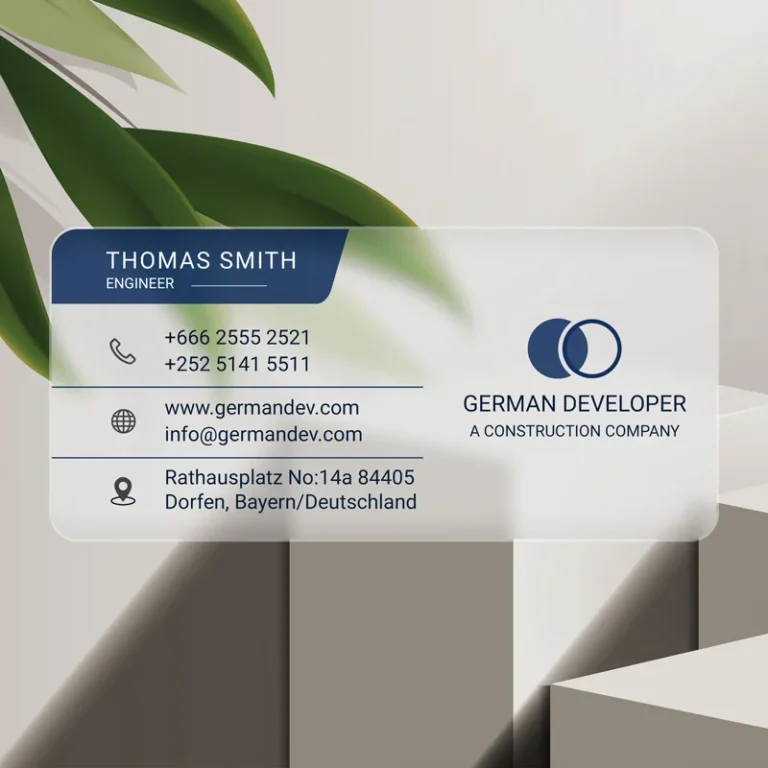 THOMAS SMITH
ENGINEER
+666 2555 2521
+252 5141 5511
www.germandev.com
info@germandev.com
Rathausplatz No:14a 84405
Dorfen, Bayern/Deutschland
GERMAN DEVELOPER
A CONSTRUCTION COMPANY